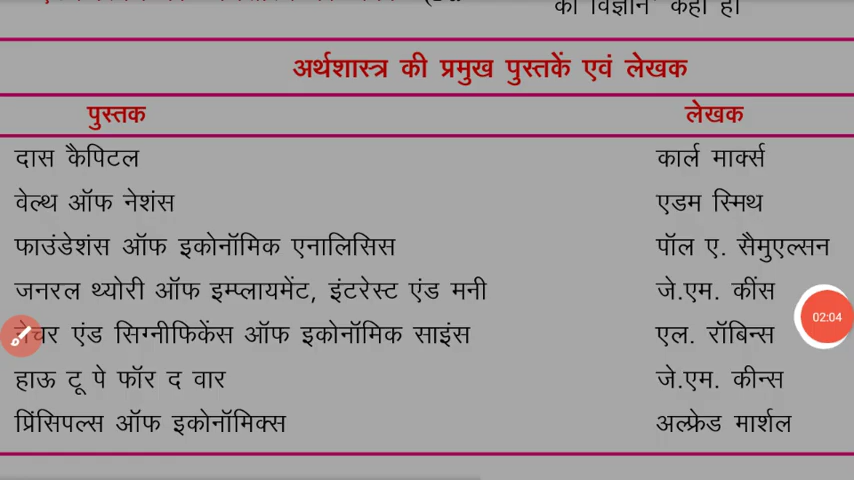 को विज्ञान' कहा है।
अर्थशास्त्र की प्रमुख पुस्तकें एवं लेखक
पुस्तक लेखक
दास कैपिटल कार्ल मार्क्स
वेल्थ ऑफ नेशंस एडम स्मिथ
फाउंडेशंस ऑफ इकोनॉमिक एनालिसिस पॉल ए. सैमुएल्सन
जनरल थ्योरी ऑफ इम्प्लायमेंट, इंटरेस्ट एंड मनी जे.एम. कींस
नेचर एंड सिग्नीफिकेंस ऑफ इकोनॉमिक साइंस एल. रॉबिन्स
हाऊ टू पे फॉर द वार जे.एम. कीन्स
प्रिंसिपल्स ऑफ इकोनॉमिक्स अल्फ्रेड मार्शल
02:04